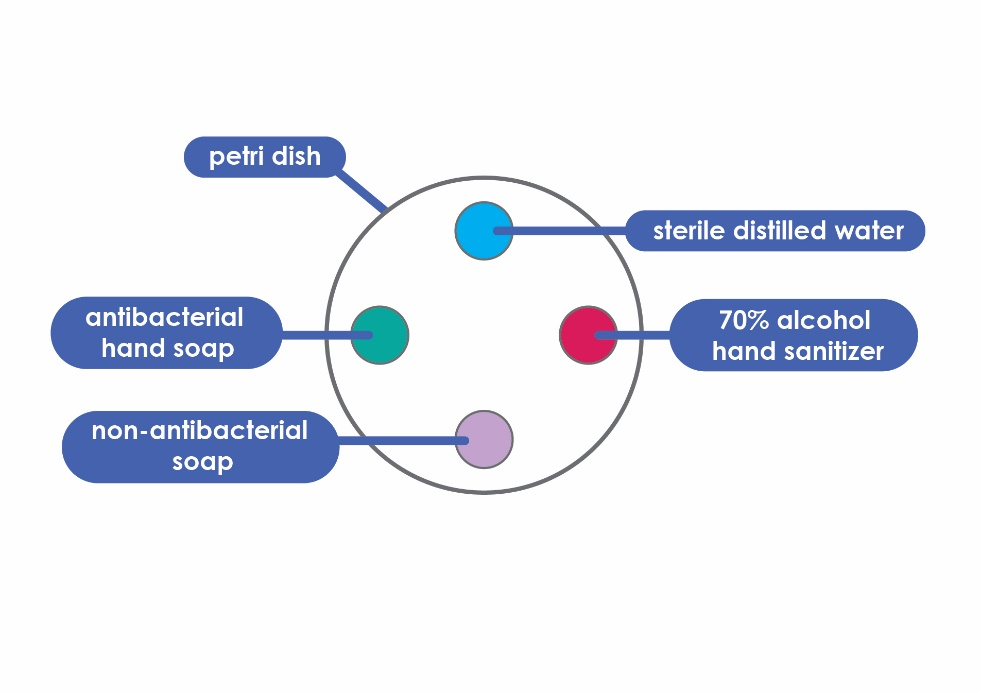 petri dish
sterile distilled water
antibacterial
hand soap
70% alcohol
hand sanitizer
non-antibacterial
soap